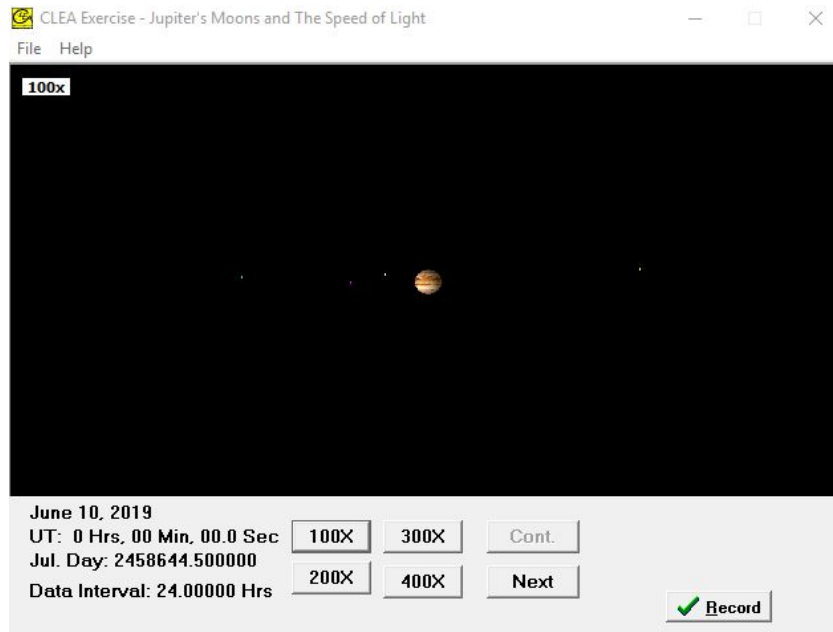 CLEA Exercise - Jupiter's Moons and The Speed of Light
File Help
100x
June 10, 2019
UT: 0 Hrs, 00 Min, 00.0 Sec
Jul. Day: 2458644.500000
Data Interval: 24.00000 Hrs
100X 300X Cont.
200X 400X Next
Record